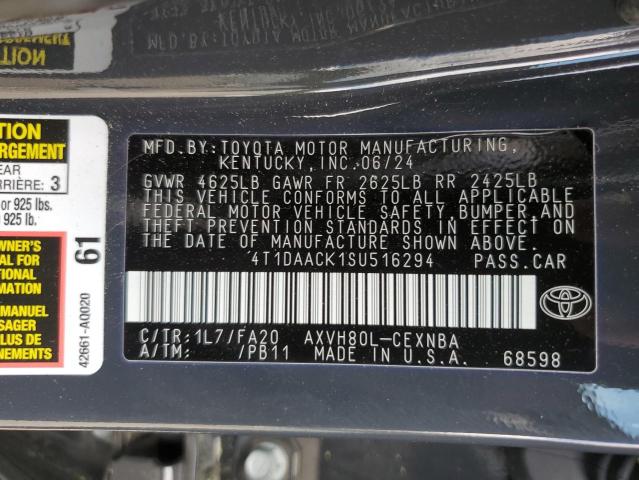 MFD.BY:TOYOTA MOTOR MANUFACTURING,
KENTUCKY,INC.06/24
GVWR 4625LB GAWR FR 2625LB RR 2425LB
THIS VEHICLE CONFORMS TO ALL APPLICABLE
FEDERAL MOTOR VEHICLE SAFETY,BUMPER,AND
THEFT PREVENTION STANDARDS IN EFFECT ON
THE DATE OF MANUFACTURE SHOWN ABOVE.
4T1DAACK1SU516294 PASS.CAR
C/TR:1L7/FA20 AXVH80L-CEXNBA
A/TM: /PB11 MADE IN U.S.A. 68598
TION
RGEMENT
EAR
RRIÈRE: 3
or 925 lbs.
925 lb.
OWNER'S
AL FOR
TIONAL
MATION
MANUEL
SAGER
PLUS DE
61
42661-A0020